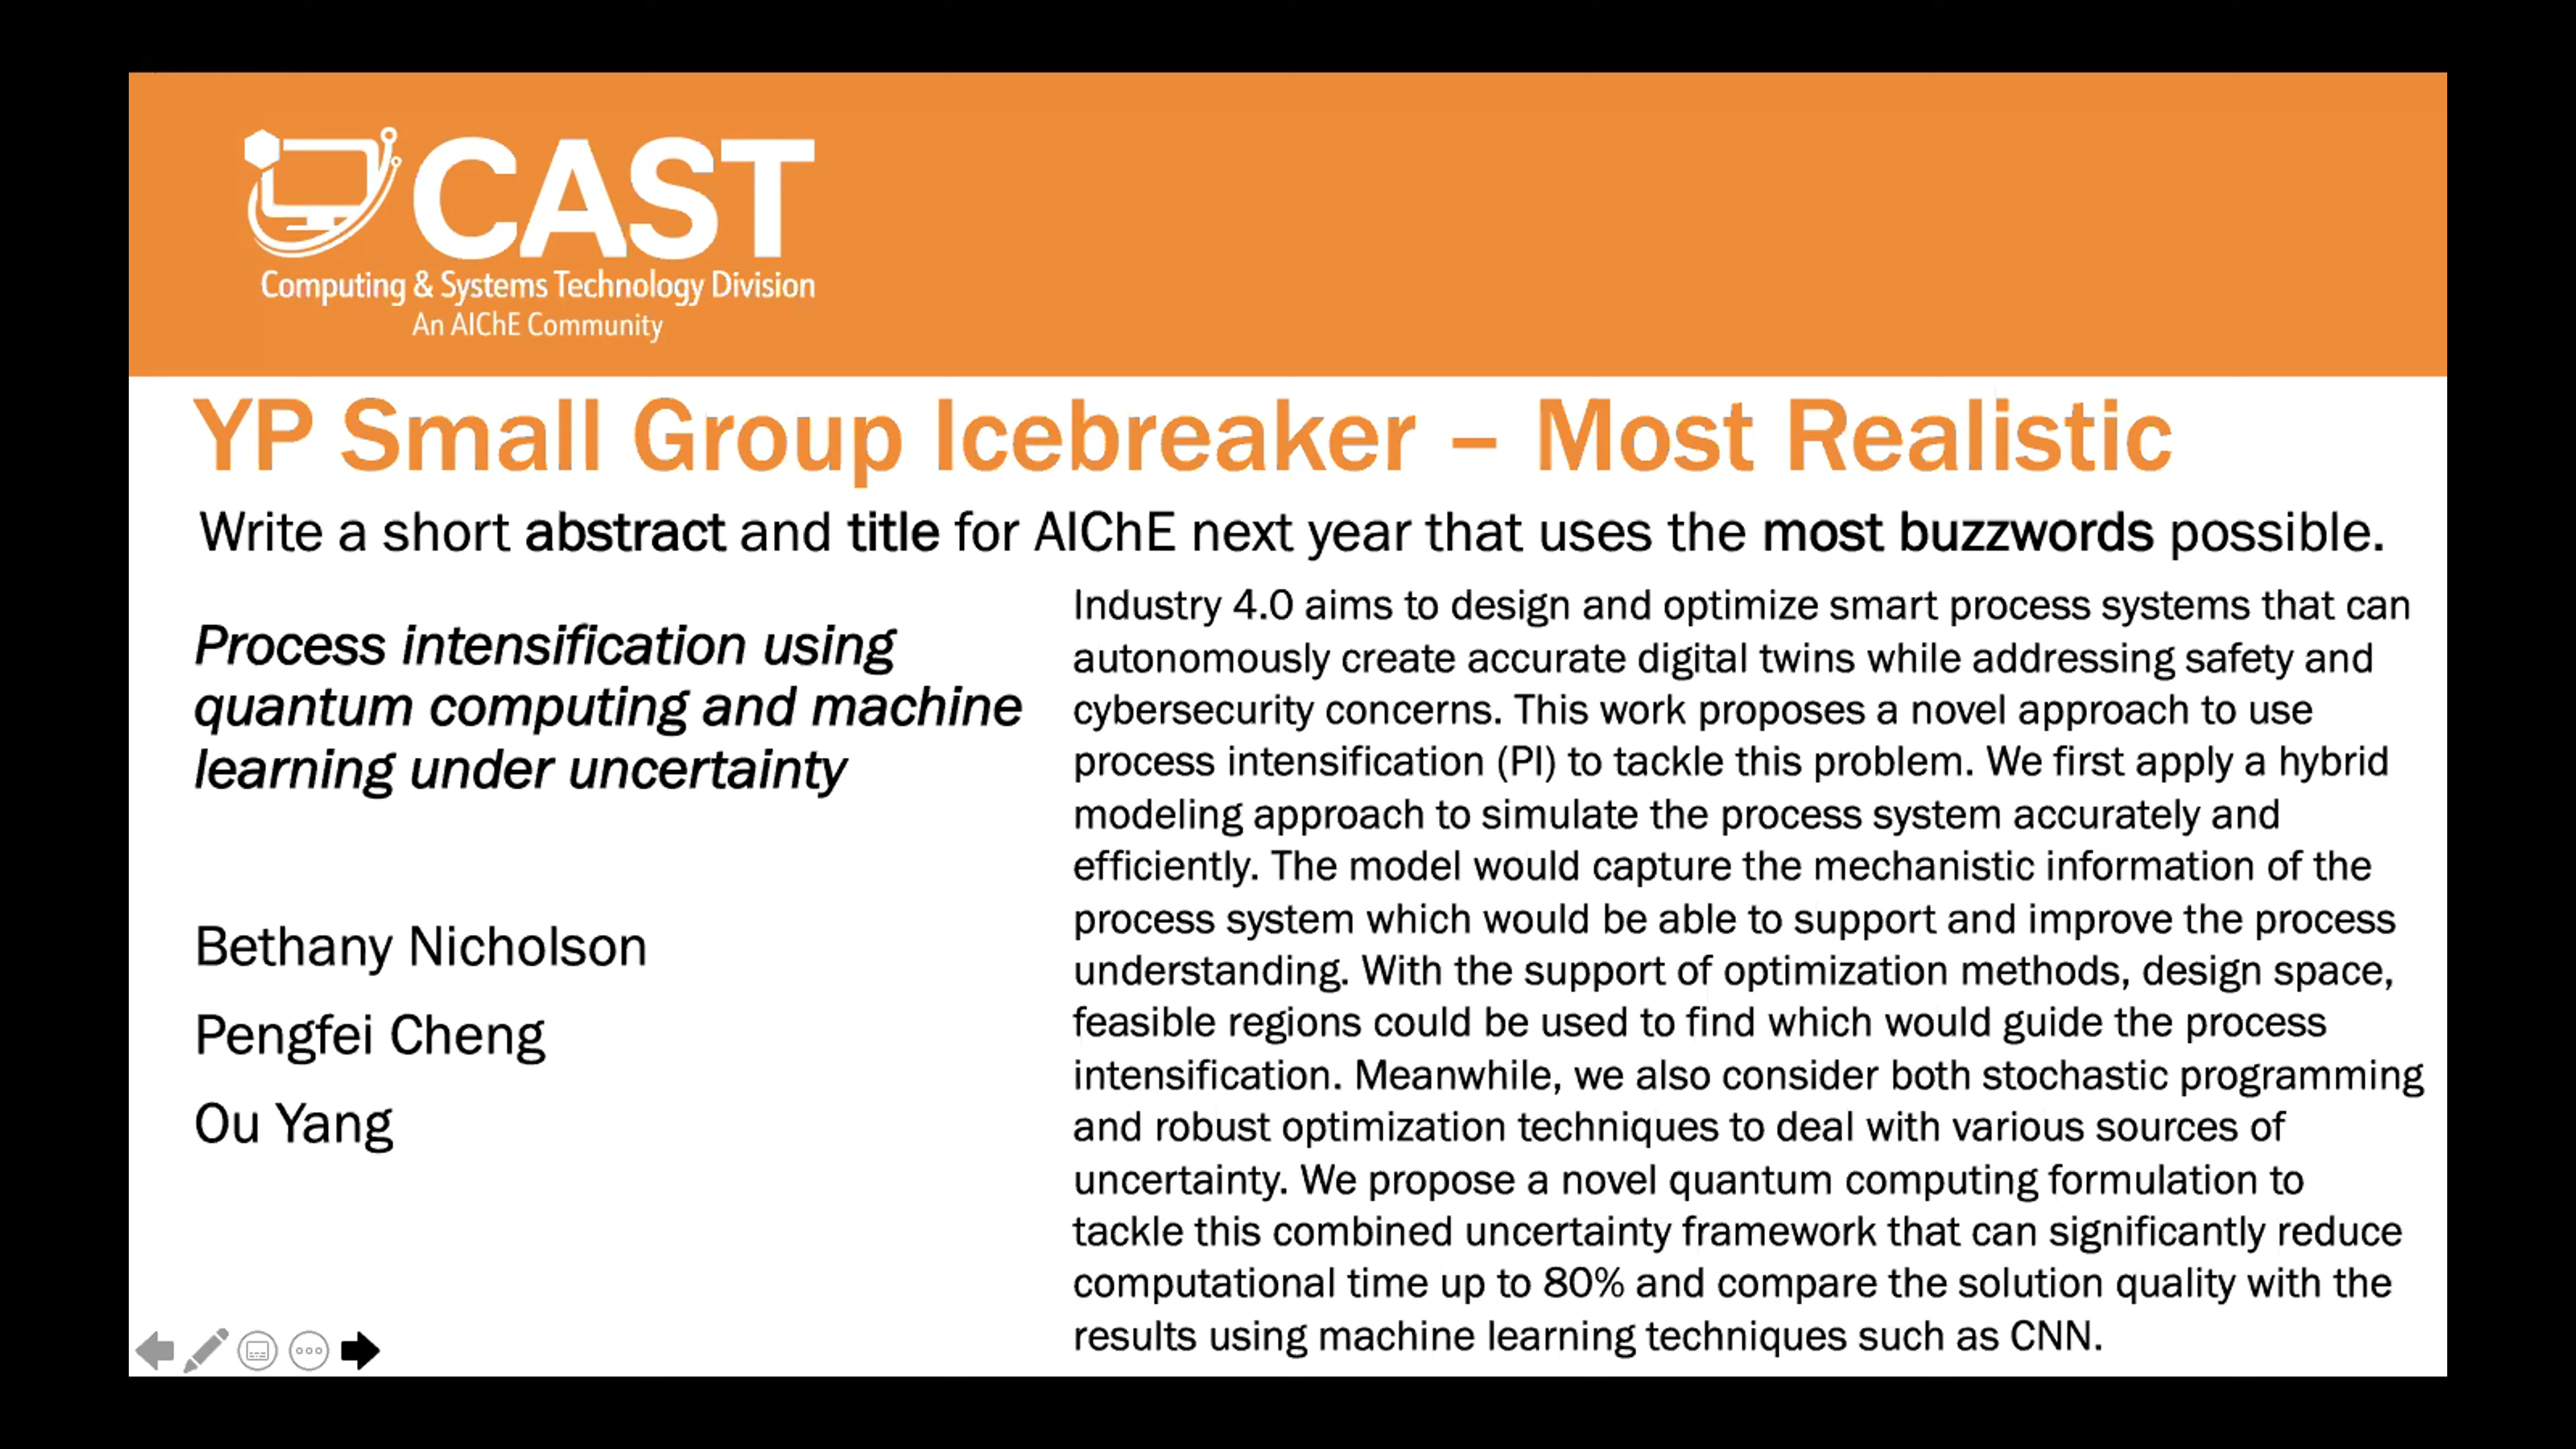 CAST
Computing & Systems Technology Division
An AIChE Community
YP Small Group Icebreaker – Most Realistic
Write a short abstract and title for AIChE next year that uses the most buzzwords possible.
Process intensification using
quantum computing and machine
learning under uncertainty
Bethany Nicholson
Pengfei Cheng
Ou Yang
Industry 4.0 aims to design and optimize smart process systems that can
autonomously create accurate digital twins while addressing safety and
cybersecurity concerns. This work proposes a novel approach to use
process intensification (PI) to tackle this problem. We first apply a hybrid
modeling approach to simulate the process system accurately and
efficiently. The model would capture the mechanistic information of the
process system which would be able to support and improve the process
understanding. With the support of optimization methods, design space,
feasible regions could be used to find which would guide the process
intensification. Meanwhile, we also consider both stochastic programming
and robust optimization techniques to deal with various sources of
uncertainty. We propose a novel quantum computing formulation to
tackle this combined uncertainty framework that can significantly reduce
computational time up to 80% and compare the solution quality with the
results using machine learning techniques such as CNN.